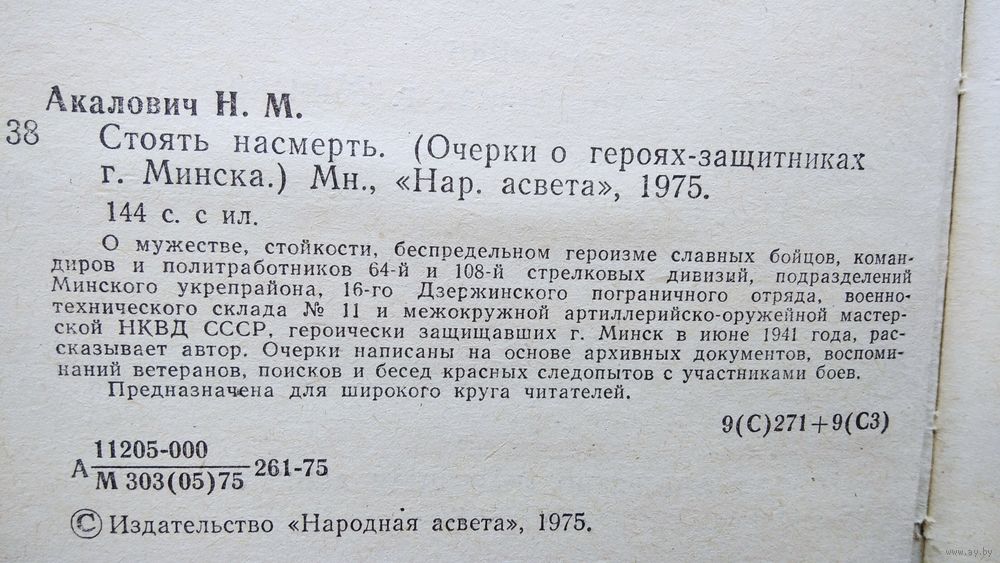 Акалович Н. М.
38
Стоять насмерть. (Очерки о героях-защитниках
г. Минска.) Мн., «Нар. асвета», 1975.
144 с. с ил.
О мужестве, стойкости, беспредельном героизме славных бойцов, коман-
диров и политработников 64-й и 108-й стрелковых дивизий, подразделений
Минского укрепрайона, 16-го Дзержинского пограничного отряда, военно-
технического склада № 11 и межокружной артиллерийско-оружейной мастер-
ской НКВД СССР, героически защищавших г. Минск в июне 1941 года, рас-
сказывает автор. Очерки написаны на основе архивных документов, воспоми-
наний ветеранов, поисков и бесед красных следопытов с участниками боев.
Предназначена для широкого круга читателей.
9(С)271+9(С3)
11205-000
А 261-75
М 303(05)75
© Издательство «Народная асвета», 1975.
www.ay.by